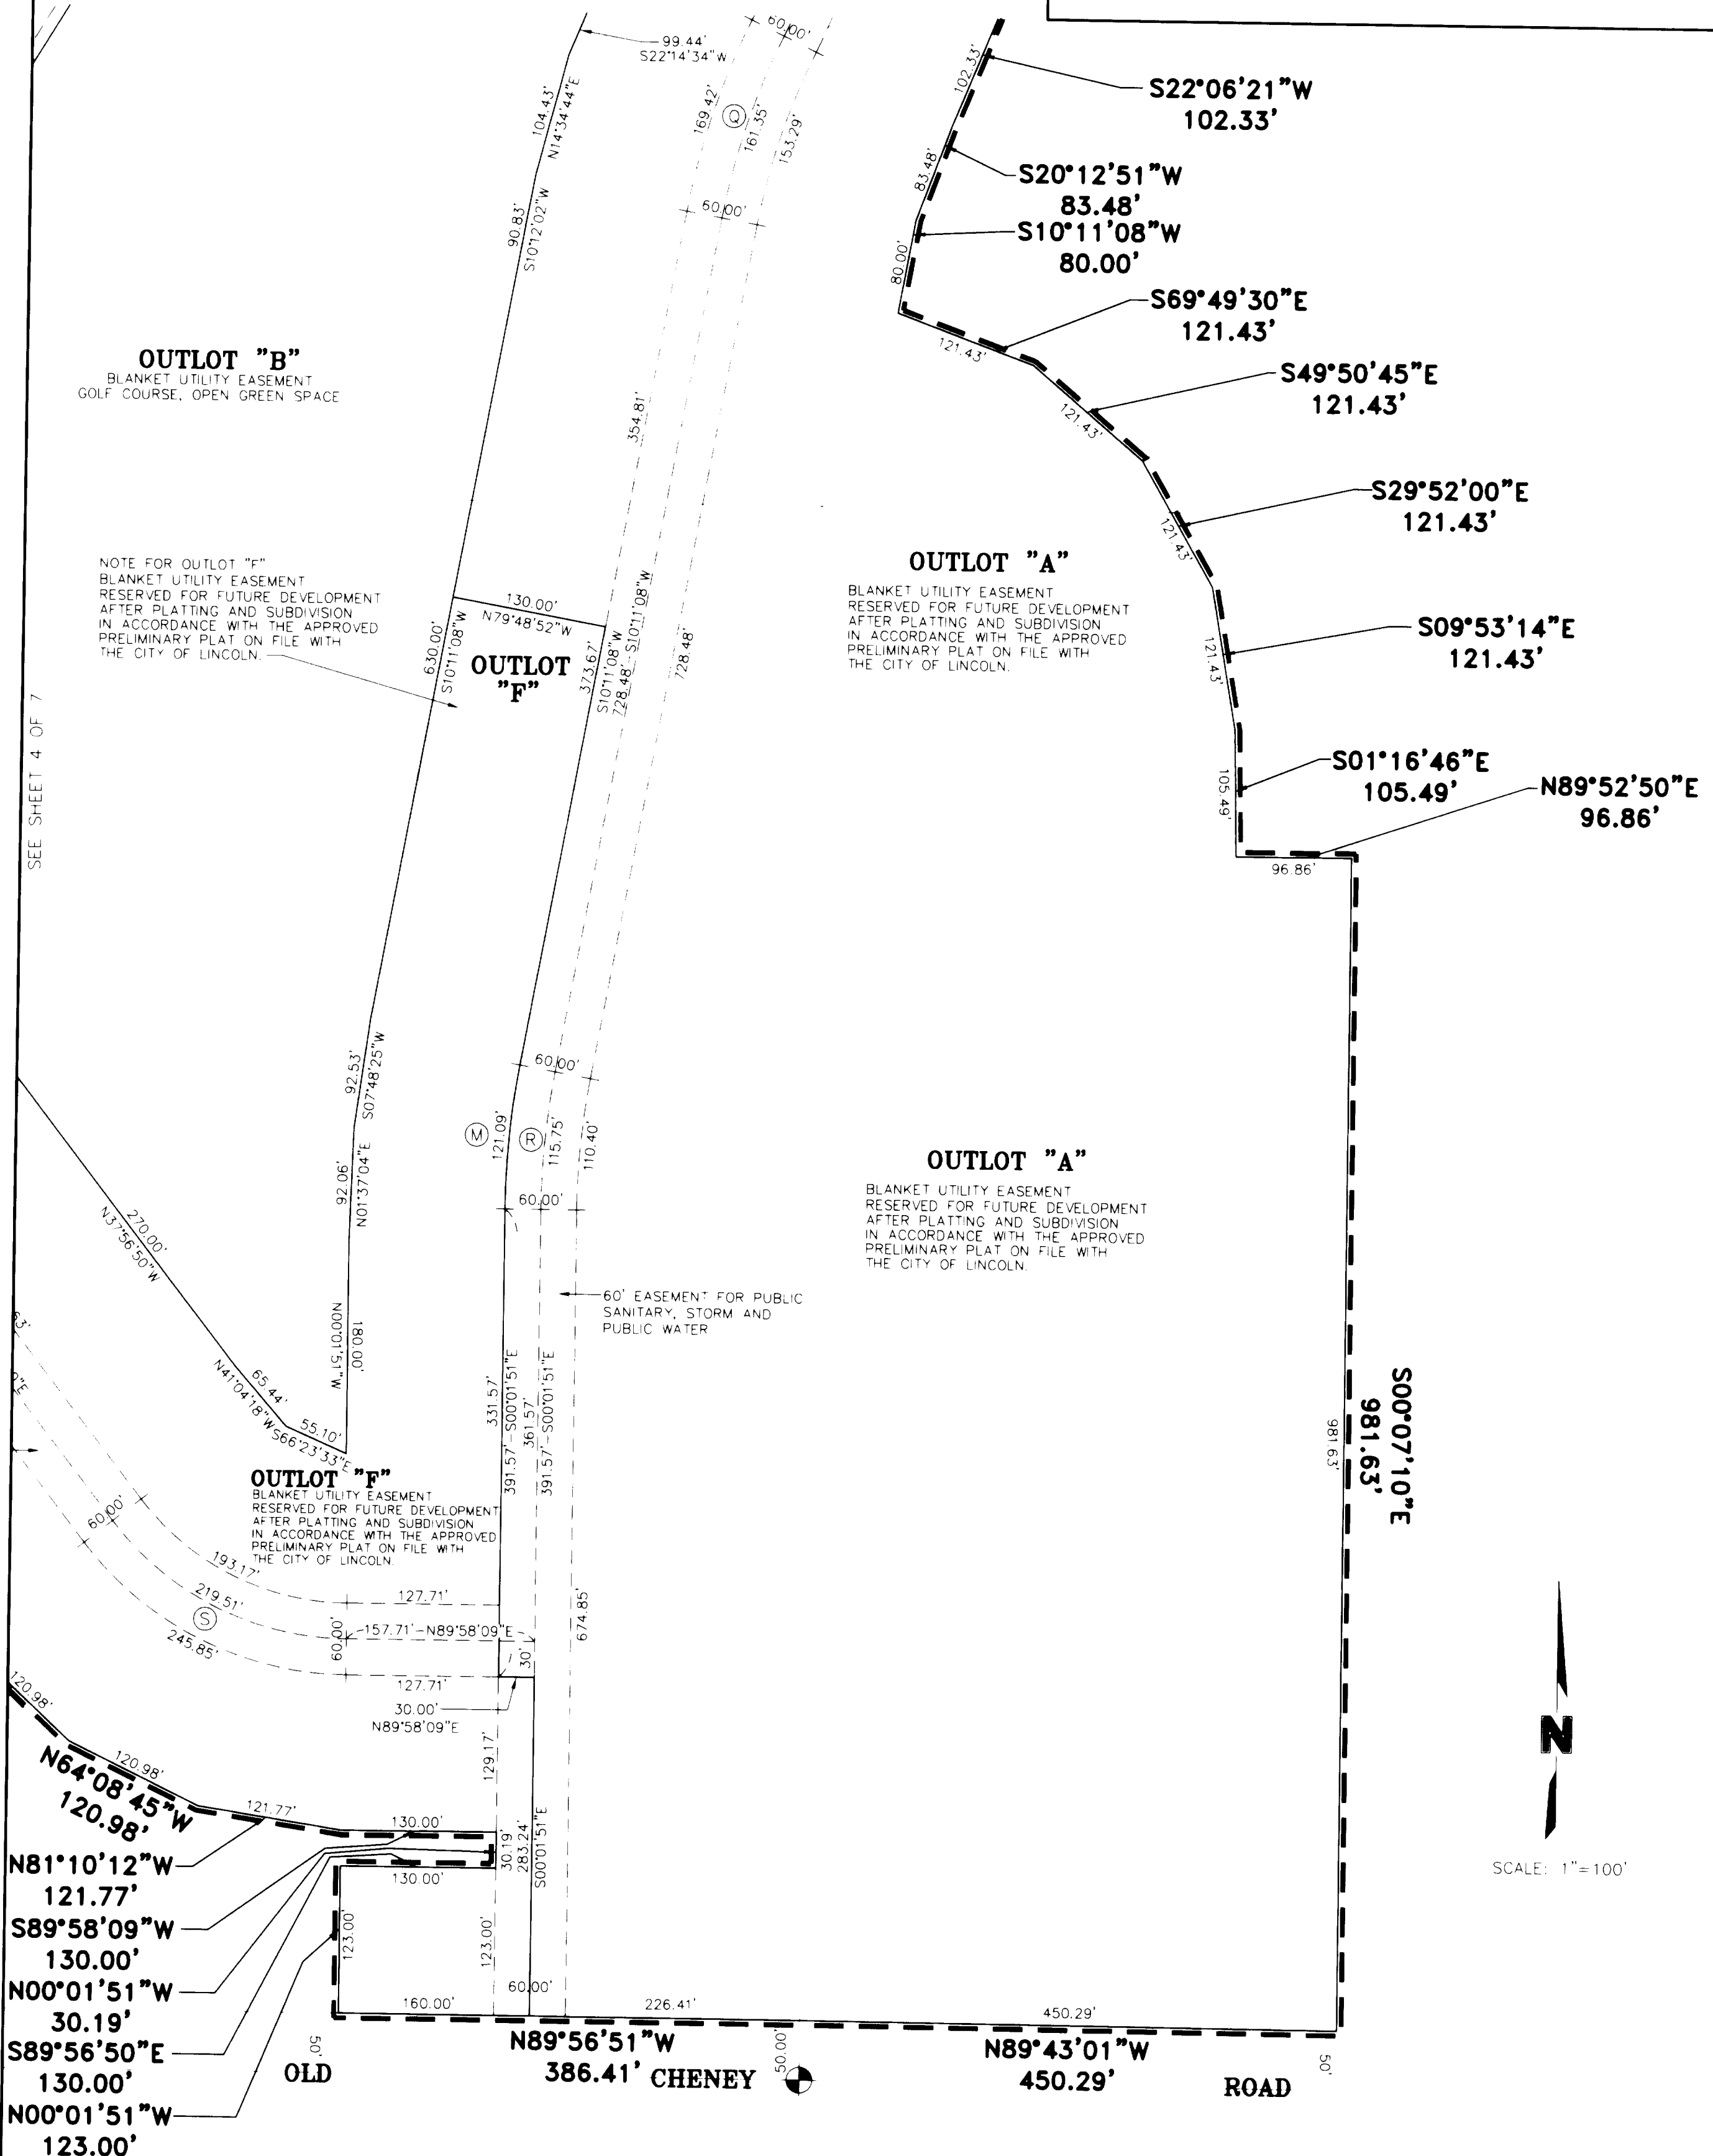 99.44'
S22°14'34"W
60.00'
104.43'
N14°34'44"E
169.42'
Q
161.35'
153.29'
60.00'
90.83'
S10°12'02"W
102.33'
S22°06'21"W
102.33'
83.48'
S20°12'51"W
83.48'
S10°11'08"W
80.00'
80.00'
S69°49'30"E
121.43'
121.43'
S49°50'45"E
121.43'
121.43'
S29°52'00"E
121.43'
121.43'
S09°53'14"E
121.43'
121.43'
S01°16'46"E
105.49'
105.49'
N89°52'50"E
96.86'
96.86'
OUTLOT "B"
BLANKET UTILITY EASEMENT
GOLF COURSE, OPEN GREEN SPACE
354.81'
NOTE FOR OUTLOT "F"
BLANKET UTILITY EASEMENT
RESERVED FOR FUTURE DEVELOPMENT
AFTER PLATTING AND SUBDIVISION
IN ACCORDANCE WITH THE APPROVED
PRELIMINARY PLAT ON FILE WITH
THE CITY OF LINCOLN.
130.00'
N79°48'52"W
OUTLOT
"F"
630.00'
S10°11'08"W
373.67'
S10°11'08"W
728.48'-S10°11'08"W
728.48'
OUTLOT "A"
BLANKET UTILITY EASEMENT
RESERVED FOR FUTURE DEVELOPMENT
AFTER PLATTING AND SUBDIVISION
IN ACCORDANCE WITH THE APPROVED
PRELIMINARY PLAT ON FILE WITH
THE CITY OF LINCOLN.
SEE SHEET 4 OF 7
92.53'
S07°48'25"W
60.00'
M
121.09'
R
115.75'
110.40'
92.06'
N01°37'04"E
60.00'
OUTLOT "A"
BLANKET UTILITY EASEMENT
RESERVED FOR FUTURE DEVELOPMENT
AFTER PLATTING AND SUBDIVISION
IN ACCORDANCE WITH THE APPROVED
PRELIMINARY PLAT ON FILE WITH
THE CITY OF LINCOLN.
270.00'
N37°56'50"W
60' EASEMENT FOR PUBLIC
SANITARY, STORM AND
PUBLIC WATER
63'
0"E
N00°01'51"W
180.00'
65.44'
N41°04'18"W
55.10'
S66°23'33"E
331.57'
391.57'-S00°01'51"E
361.57'
391.57'-S00°01'51"E
981.63'
S00°07'10"E
981.63'
OUTLOT "F"
BLANKET UTILITY EASEMENT
RESERVED FOR FUTURE DEVELOPMENT
AFTER PLATTING AND SUBDIVISION
IN ACCORDANCE WITH THE APPROVED
PRELIMINARY PLAT ON FILE WITH
THE CITY OF LINCOLN.
60.00'
193.17'
219.51'
S
245.85'
127.71'
60.00'
157.71'-N89°58'09"E
30'
127.71'
674.85'
30.00'
N89°58'09"E
120.98'
120.98'
N64°08'45"W
120.98'
121.77'
129.17'
130.00'
30.19'
283.24'
S00°01'51"E
130.00'
N81°10'12"W
121.77'
S89°58'09"W
130.00'
N00°01'51"W
30.19'
S89°56'50"E
130.00'
N00°01'51"W
123.00'
123.00'
123.00'
60.00'
160.00'
226.41'
450.29'
N
SCALE: 1"=100'
50'
OLD
N89°56'51"W
386.41'
CHENEY
50.00'
N89°43'01"W
450.29'
ROAD
50'